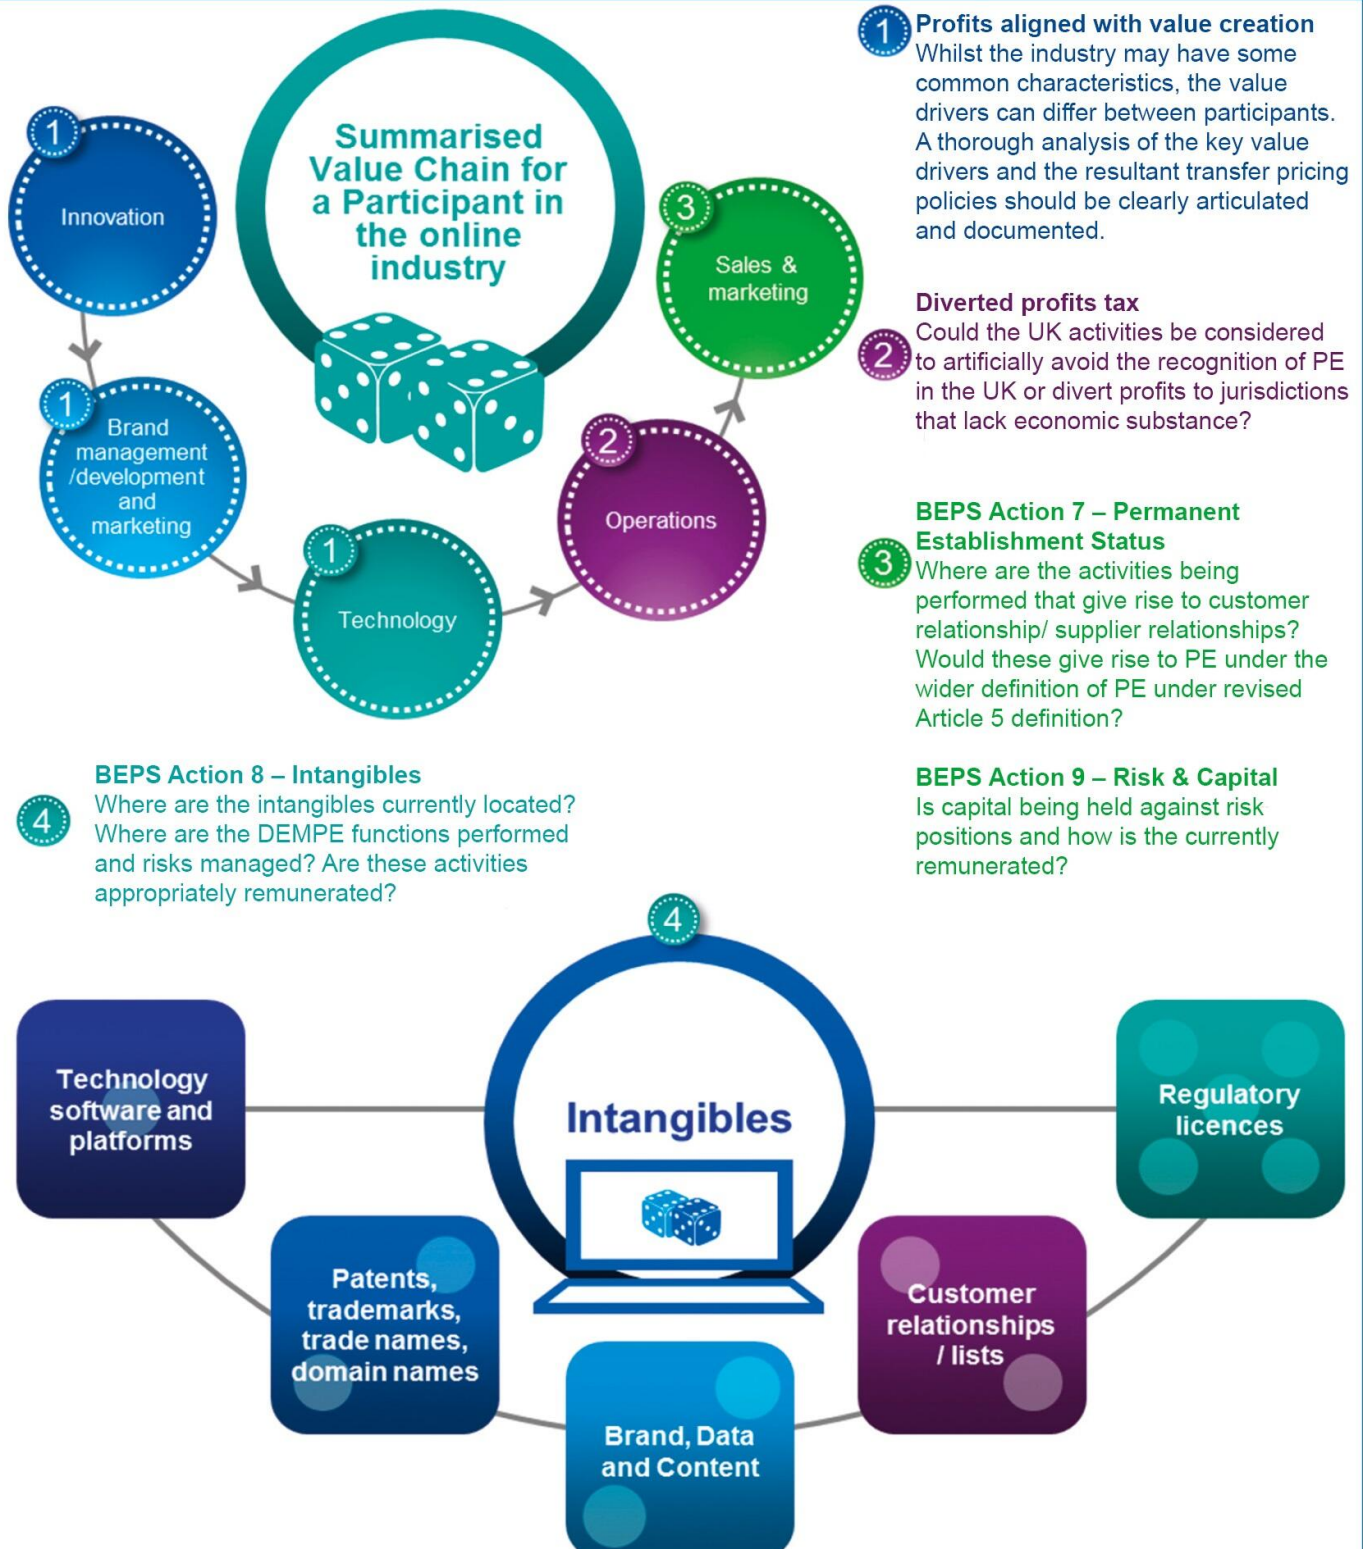 Summarised
Value Chain for
a Participant in
the online
industry
1
Innovation
1
Brand
management
/development
and
marketing
1
Technology
2
Operations
3
Sales &
marketing
1
Profits aligned with value creation
Whilst the industry may have some
common characteristics, the value
drivers can differ between participants.
A thorough analysis of the key value
drivers and the resultant transfer pricing
policies should be clearly articulated
and documented.
2
Diverted profits tax
Could the UK activities be considered
to artificially avoid the recognition of PE
in the UK or divert profits to jurisdictions
that lack economic substance?
3
BEPS Action 7 – Permanent
Establishment Status
Where are the activities being
performed that give rise to customer
relationship/ supplier relationships?
Would these give rise to PE under the
wider definition of PE under revised
Article 5 definition?
BEPS Action 9 – Risk & Capital
Is capital being held against risk
positions and how is the currently
remunerated?
4
BEPS Action 8 – Intangibles
Where are the intangibles currently located?
Where are the DEMPE functions performed
and risks managed? Are these activities
appropriately remunerated?
4
Intangibles
Technology
software and
platforms
Patents,
trademarks,
trade names,
domain names
Brand, Data
and Content
Customer
relationships
/ lists
Regulatory
licences